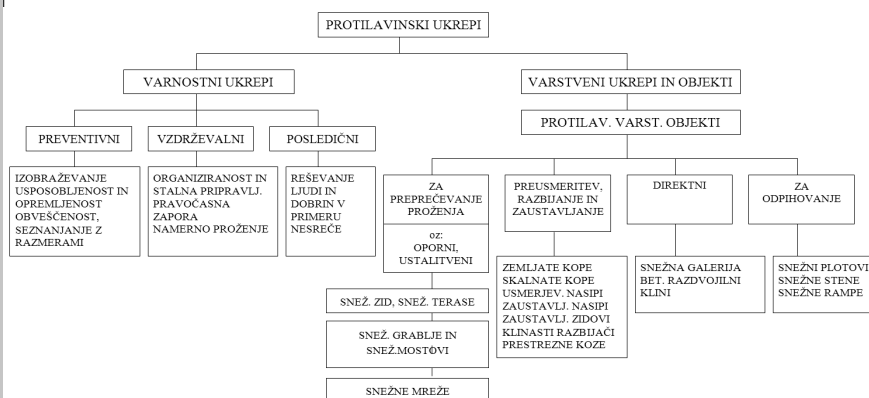 PROTILAVINSKI UKREPI
VARNOSTNI UKREPI
VARSTVENI UKREPI IN OBJEKTI
PROTILAV. VARST. OBJEKTI
PREVENTIVNI
VZDRŽEVALNI
POSLEDIČNI
IZOBRAŽEVANJE
USPOSOBLJENOST IN
OPREMLJENOST
OBVEŠČENOST,
SEZNANJANJE Z
RAZMERAMI
ORGANIZIRANOST IN
STALNA PRIPRAVLJ.
PRAVOČASNA
ZAPORA
NAMERNO PROŽENJE
REŠEVANJE
LJUDI IN
DOBRIN V
PRIMERU
NESREČE
ZA
PREPREČEVANJE
PROŽENJA
oz:
OPORNI,
USTALITVENI
SNEŽ. ZID, SNEŽ. TERASE
SNEŽ. GRABLJE IN
SNEŽ.MOSTOVI
SNEŽNE MREŽE
PREUSMERITEV,
RAZBIJANJE IN
ZAUSTAVLJANJE
ZEMLJATE KOPE
SKALNATE KOPE
USMERJEV. NASIPI
ZAUSTAVLJ. NASIPI
ZAUSTAVLJ. ZIDOVI
KLINASTI RAZBIJAČI
PRESTREZNE KOZE
DIREKTNI
SNEŽNA GALERIJA
BET. RAZDVOJILNI
KLINI
ZA
ODPIHOVANJE
SNEŽNI PLOTOVI
SNEŽNE STENE
SNEŽNE RAMPE